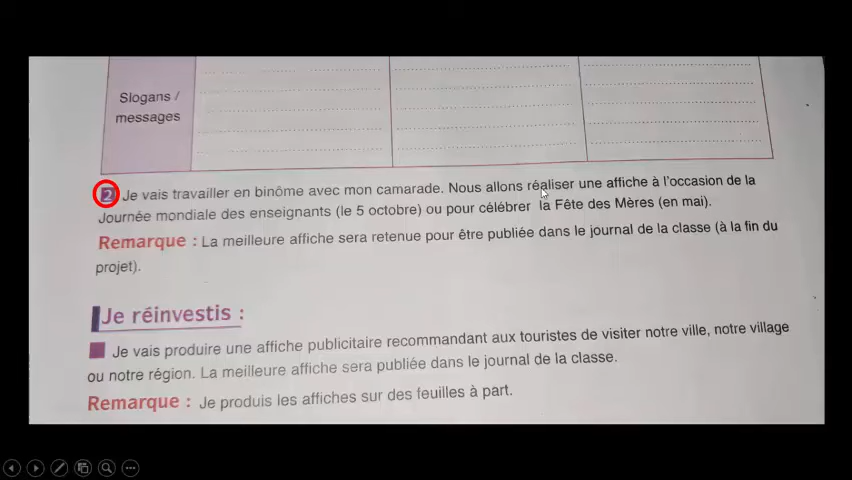 Slogans /
messages
2 Je vais travailler en binôme avec mon camarade. Nous allons réaliser une affiche à l'occasion de la
Journée mondiale des enseignants (le 5 octobre) ou pour célébrer la Fête des Mères (en mai).
Remarque : La meilleure affiche sera retenue pour être publiée dans le journal de la classe (à la fin du
projet).
Je réinvestis :
Je vais produire une affiche publicitaire recommandant aux touristes de visiter notre ville, notre village
ou notre région. La meilleure affiche sera publiée dans le journal de la classe.
Remarque : Je produis les affiches sur des feuilles à part.